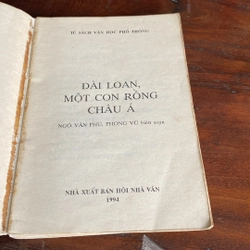 TỦ SÁCH VĂN HỌC PHỔ THÔNG
ĐÀI LOAN,
MỘT CON RỒNG
CHÂU Á
NGÔ VĂN PHÚ, PHONG VŨ biên soạn
NHÀ XUẤT BẢN HỘI NHÀ VĂN
1994